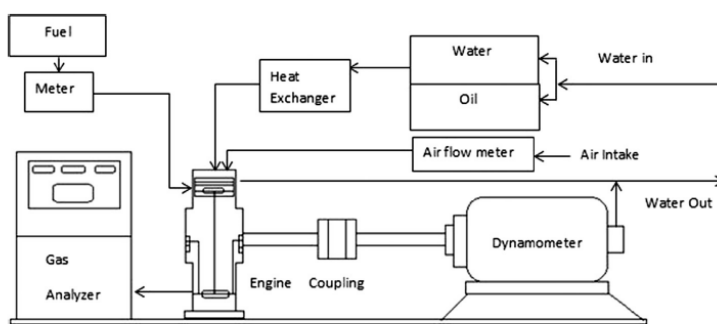 Fuel
Meter
Heat
Exchanger
Water
Oil
Water in
Air flow meter
Air Intake
Water Out
Dynamometer
Gas
Analyzer
Engine
Coupling